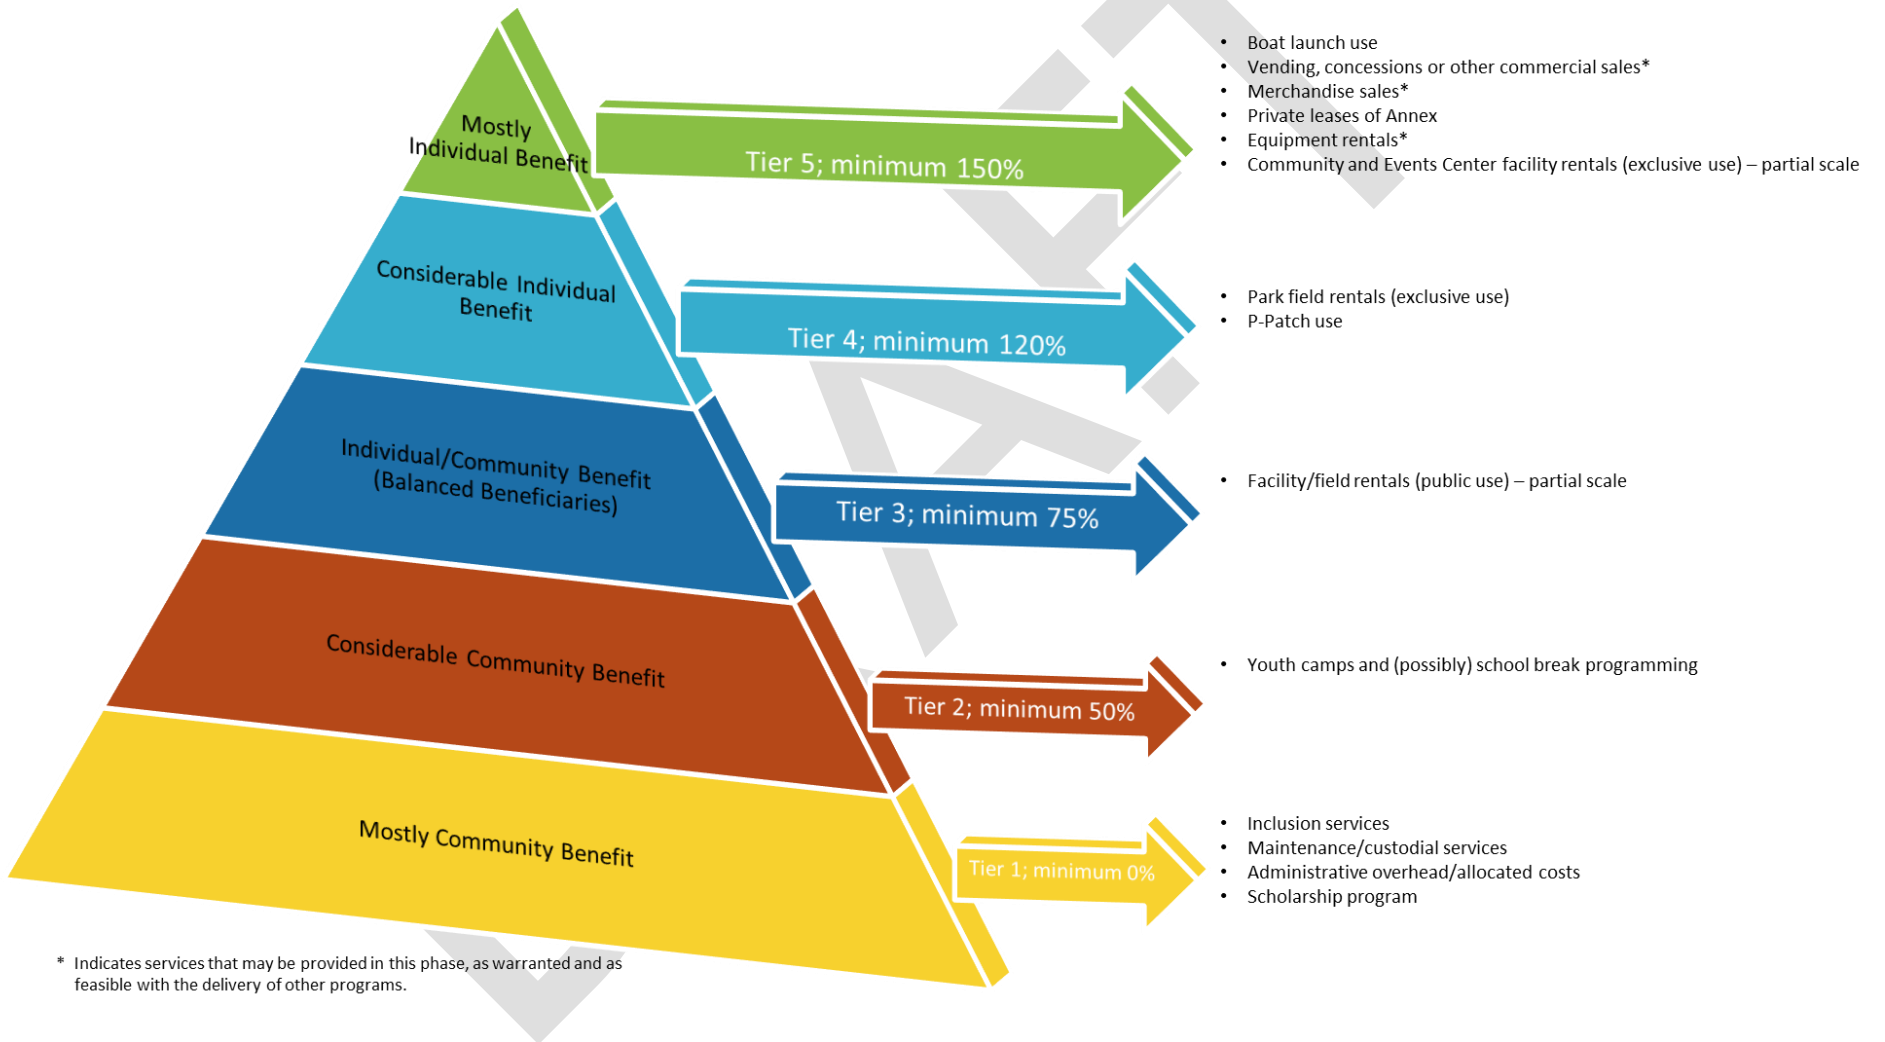 Mostly
Individual Benefit
Tier 5; minimum 150%
• Boat launch use
• Vending, concessions or other commercial sales*
• Merchandise sales*
• Private leases of Annex
• Equipment rentals*
• Community and Events Center facility rentals (exclusive use) – partial scale
Considerable Individual
Benefit
Tier 4; minimum 120%
• Park field rentals (exclusive use)
• P-Patch use
Individual/Community Benefit
(Balanced Beneficiaries)
Tier 3; minimum 75%
• Facility/field rentals (public use) – partial scale
Considerable Community Benefit
Tier 2; minimum 50%
• Youth camps and (possibly) school break programming
Mostly Community Benefit
Tier 1; minimum 0%
• Inclusion services
• Maintenance/custodial services
• Administrative overhead/allocated costs
• Scholarship program
* Indicates services that may be provided in this phase, as warranted and as
feasible with the delivery of other programs.